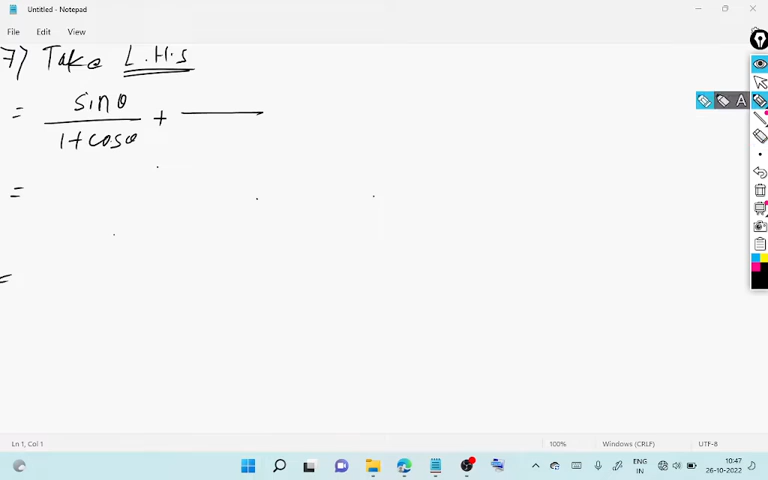 Untitled - Notepad
File Edit View
7) Take L.H.S
= sinθ / 1+cosθ + 
=
=
A
Ln 1, Col 1 100% Windows (CRLF) UTF-8
ENG IN 10:47 26-10-2022